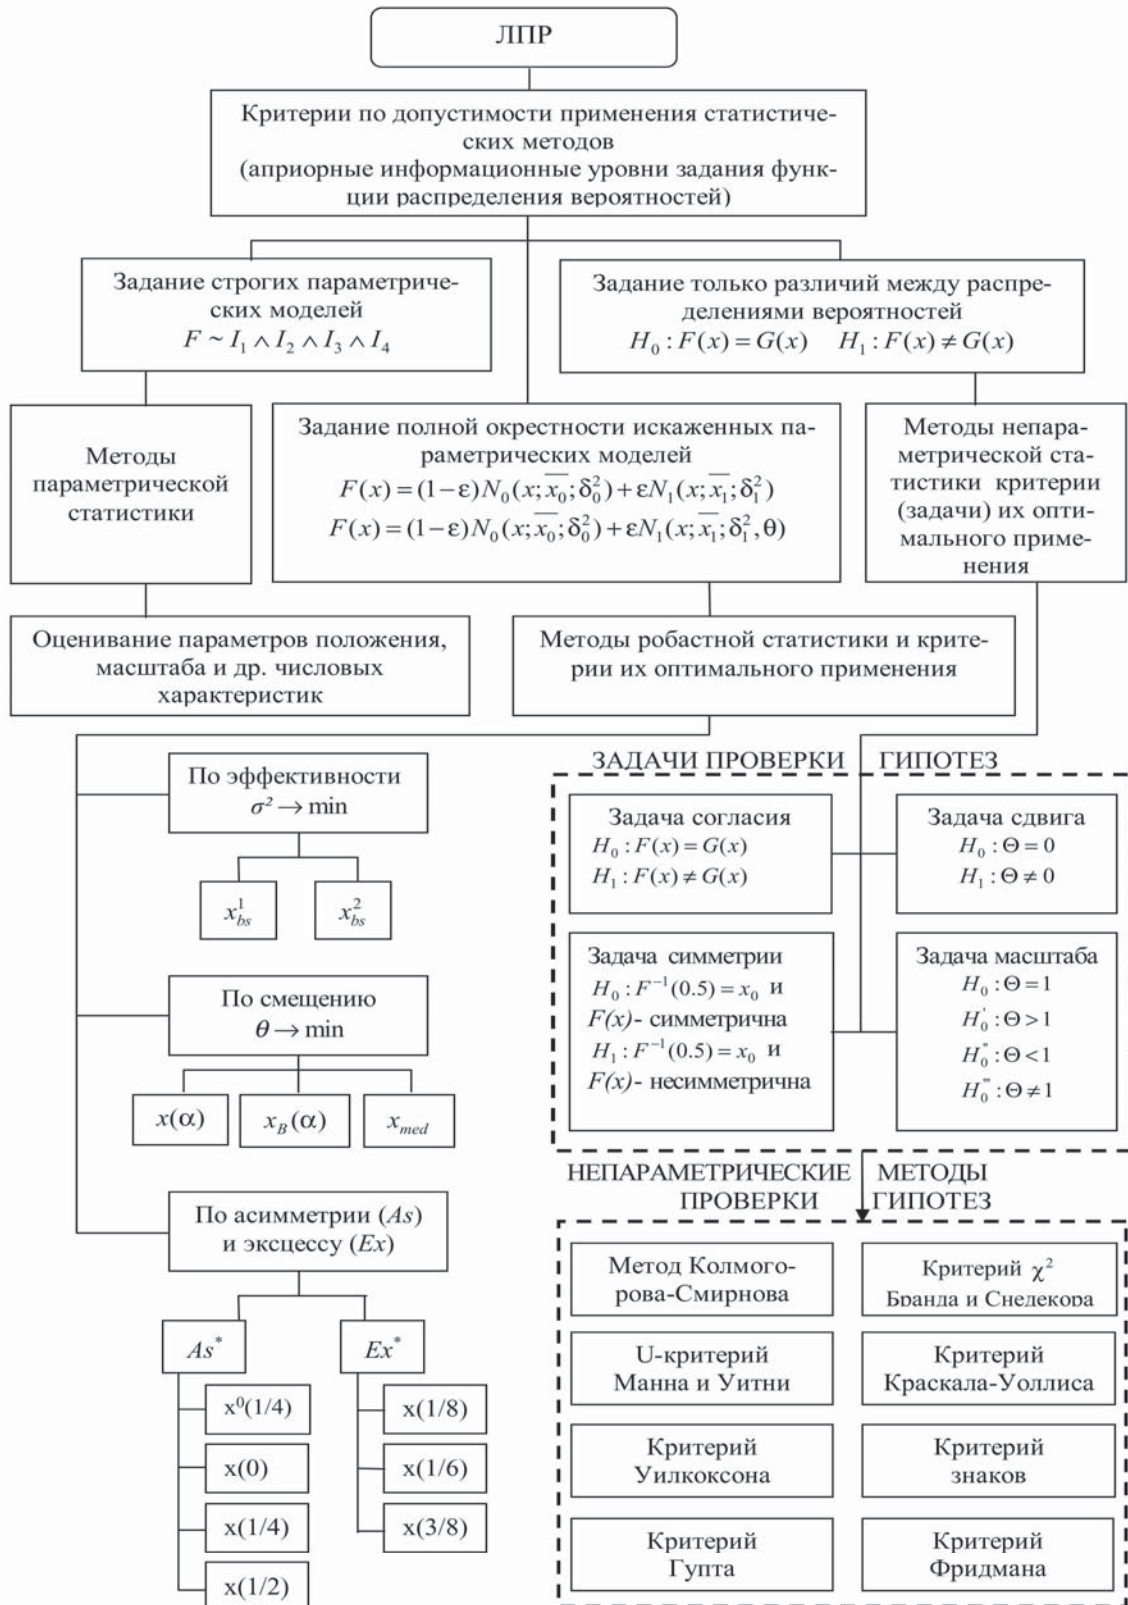 ЛПР
Критерии по допустимости применения статистиче-
ских методов
(априорные информационные уровни задания функ-
ции распределения вероятностей)
Задание строгих параметриче-
ских моделей
F ~ I₁ ∧ I₂ ∧ I₃ ∧ I₄
Задание только различий между распре-
делениями вероятностей
H₀ : F(x) = G(x)   H₁ : F(x) ≠ G(x)
Методы
параметрической
статистики
Задание полной окрестности искаженных па-
раметрических моделей
F(x) = (1−ε)N₀(x; x̅₀; δ₀²) + εN₁(x; x̅₁; δ₁²)
F(x) = (1−ε)N₀(x; x̅₀; δ₀²) + εN₁(x; x̅₁; δ₁², θ)
Методы непара-
метрической ста-
тистики критерии
(задачи) их опти-
мального приме-
нения
Оценивание параметров положения,
масштаба и др. числовых
характеристик
Методы робастной статистики и крите-
рии их оптимального применения
По эффективности
σ² → min
x¹bs
x²bs
По смещению
θ → min
x(α)
xB(α)
xmed
По асимметрии (As)
и эксцессу (Ex)
As*
Ex*
x⁰(1/4)
x(0)
x(1/4)
x(1/2)
x(1/8)
x(1/6)
x(3/8)
ЗАДАЧИ ПРОВЕРКИ ГИПОТЕЗ
Задача согласия
H₀ : F(x) = G(x)
H₁ : F(x) ≠ G(x)
Задача сдвига
H₀ : Θ = 0
H₁ : Θ ≠ 0
Задача симметрии
H₀ : F⁻¹(0.5) = x₀ и
F(x)- симметрична
H₁ : F⁻¹(0.5) = x₀ и
F(x)- несимметрична
Задача масштаба
H₀ : Θ = 1
H₀' : Θ > 1
H₀'' : Θ < 1
H₀''' : Θ ≠ 1
НЕПАРАМЕТРИЧЕСКИЕ МЕТОДЫ
ПРОВЕРКИ ГИПОТЕЗ
Метод Колмого-
рова-Смирнова
Критерий χ²
Бранда и Снедекора
U-критерий
Манна и Уитни
Критерий
Краскала-Уоллиса
Критерий
Уилкоксона
Критерий
знаков
Критерий
Гупта
Критерий
Фридмана